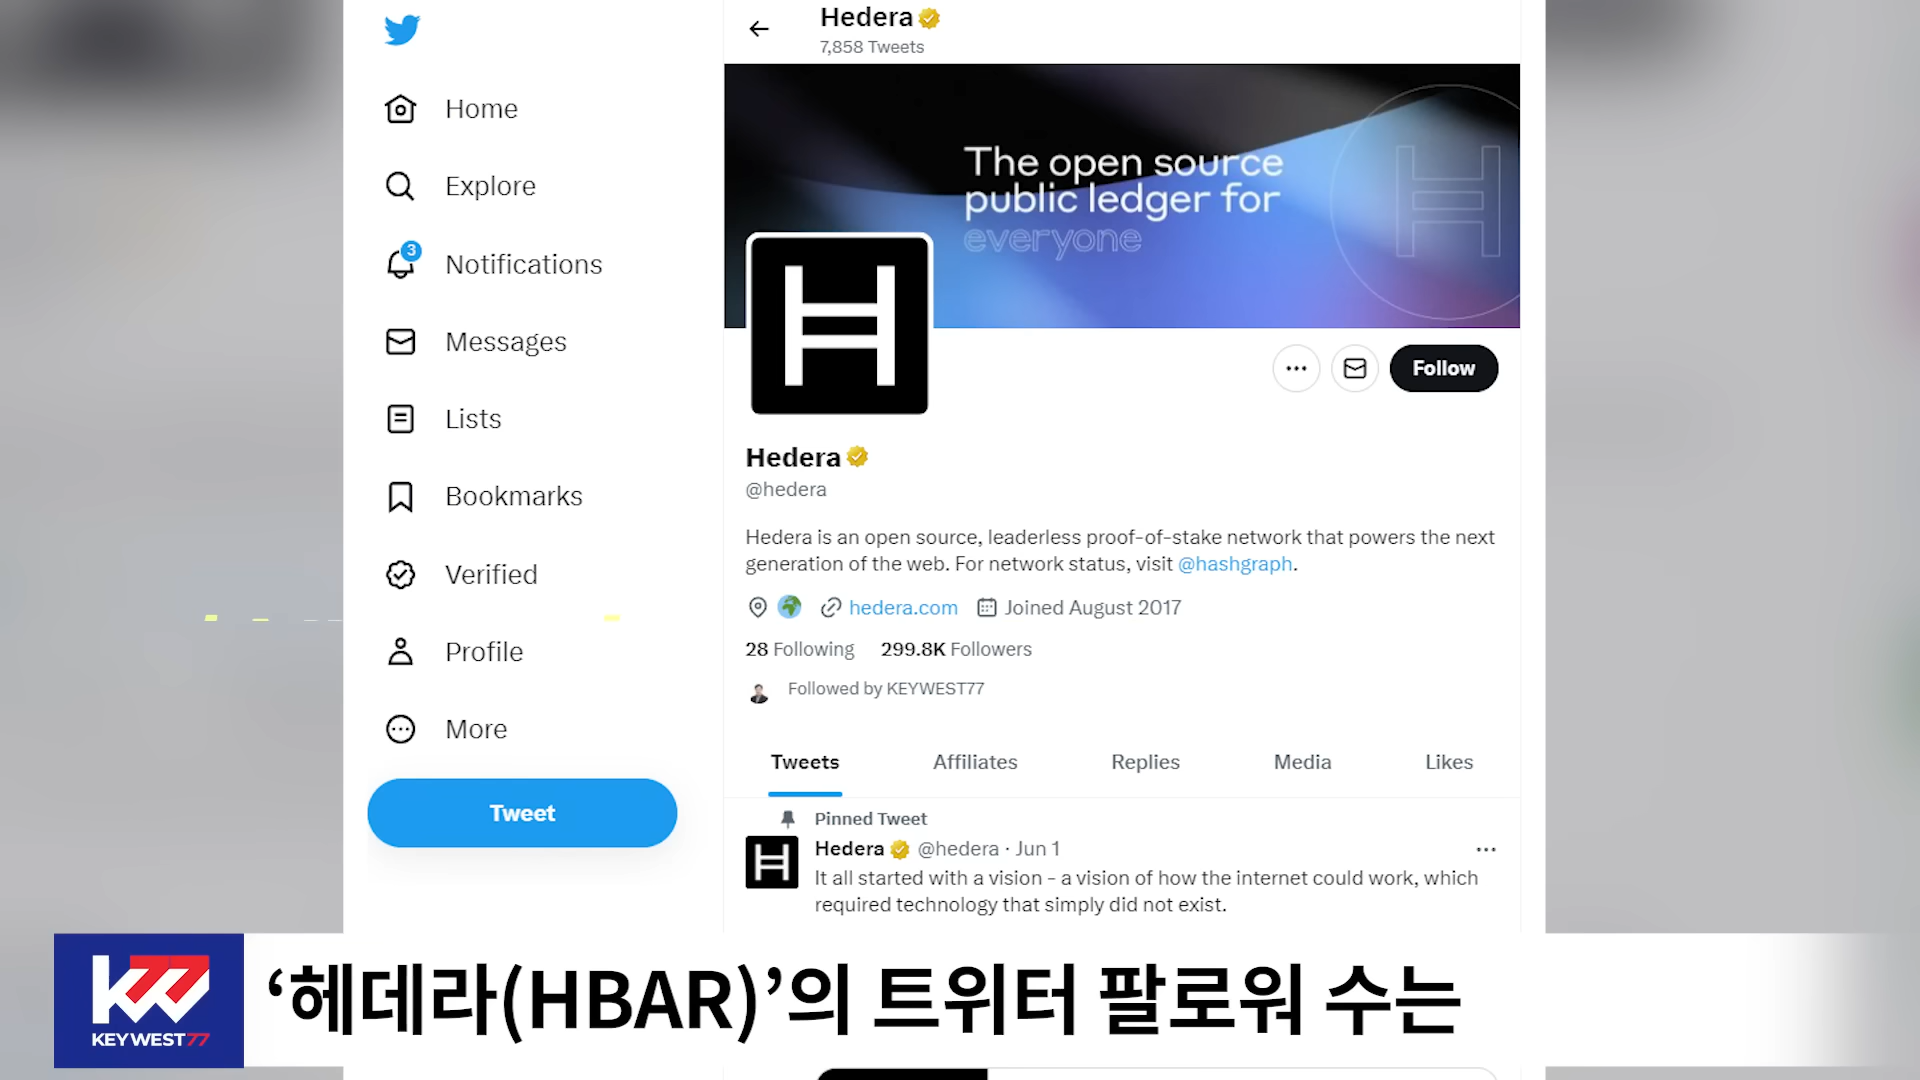 Home
Explore
3
Notifications
Messages
Lists
Bookmarks
Verified
Profile
More
Tweet
Hedera
7,858 Tweets
The open source
public ledger for
everyone
Follow
Hedera
@hedera
Hedera is an open source, leaderless proof-of-stake network that powers the next
generation of the web. For network status, visit @hashgraph.
hedera.com Joined August 2017
28 Following 299.8K Followers
Followed by KEYWEST77
Tweets Affiliates Replies Media Likes
Pinned Tweet
Hedera @hedera · Jun 1
It all started with a vision – a vision of how the internet could work, which
required technology that simply did not exist.
K77
KEYWEST77
‘헤데라(HBAR)’의 트위터 팔로워 수는